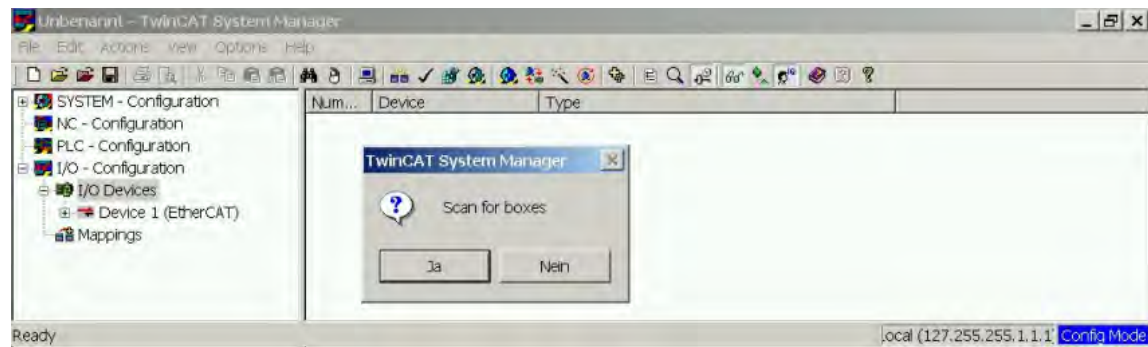 Unbenannt - TwinCAT System Manager
File Edit Actions View Options Help
SYSTEM - Configuration
NC - Configuration
PLC - Configuration
I/O - Configuration
I/O Devices
Device 1 (EtherCAT)
Mappings
Num... Device Type
TwinCAT System Manager
Scan for boxes
Ja Nein
Ready
.ocal (127.255.255.1.1.1) Config Mode